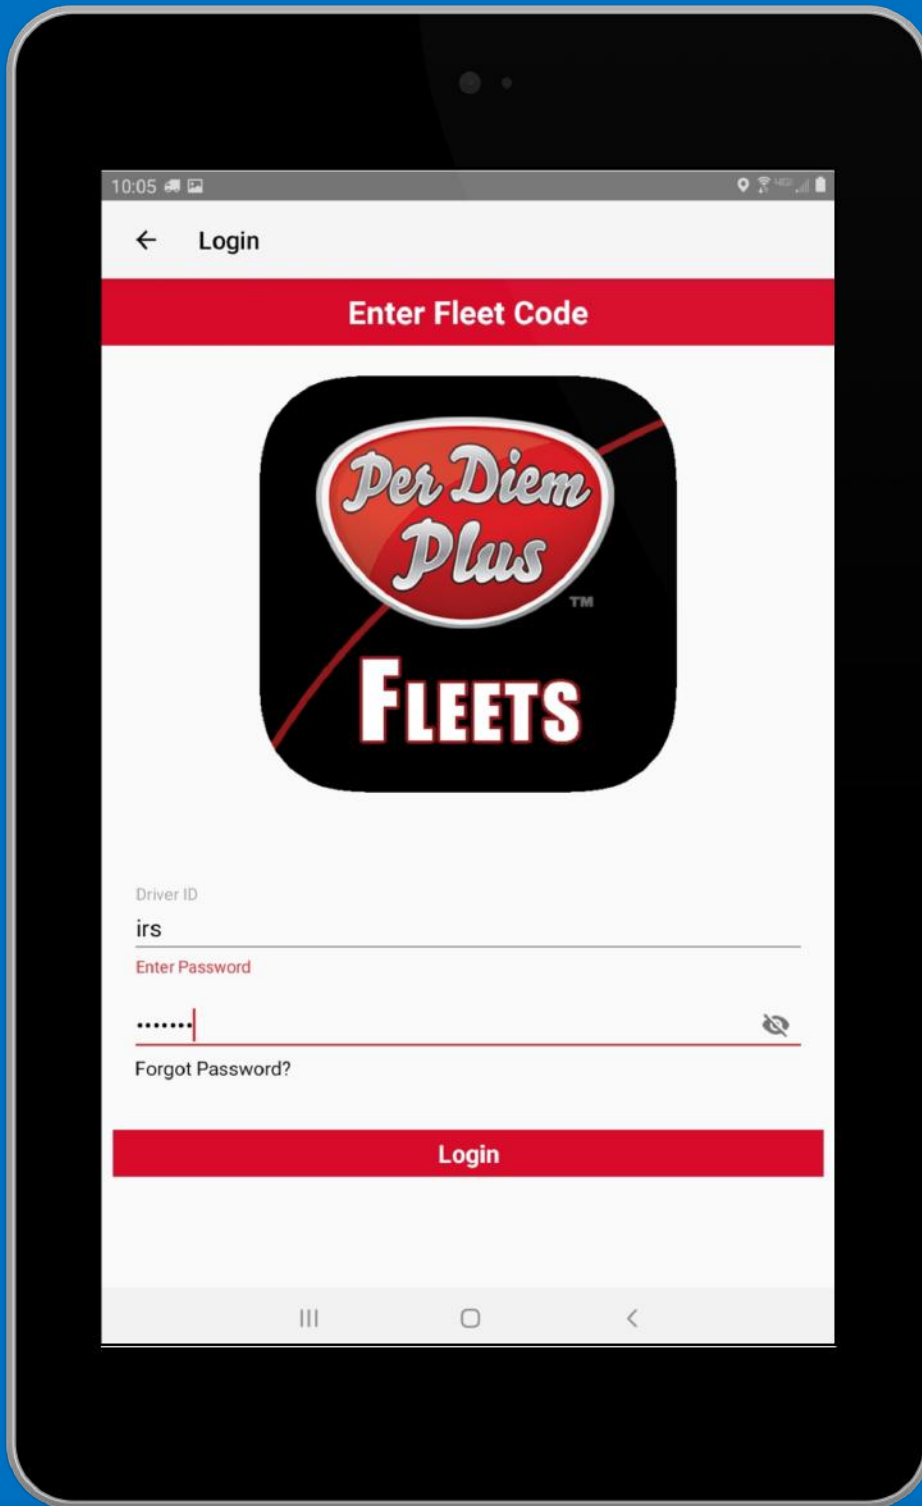 10:05
Login
Enter Fleet Code
Per Diem
Plus
TM
FLEETS
Driver ID
irs
Enter Password
•••••••
Forgot Password?
Login